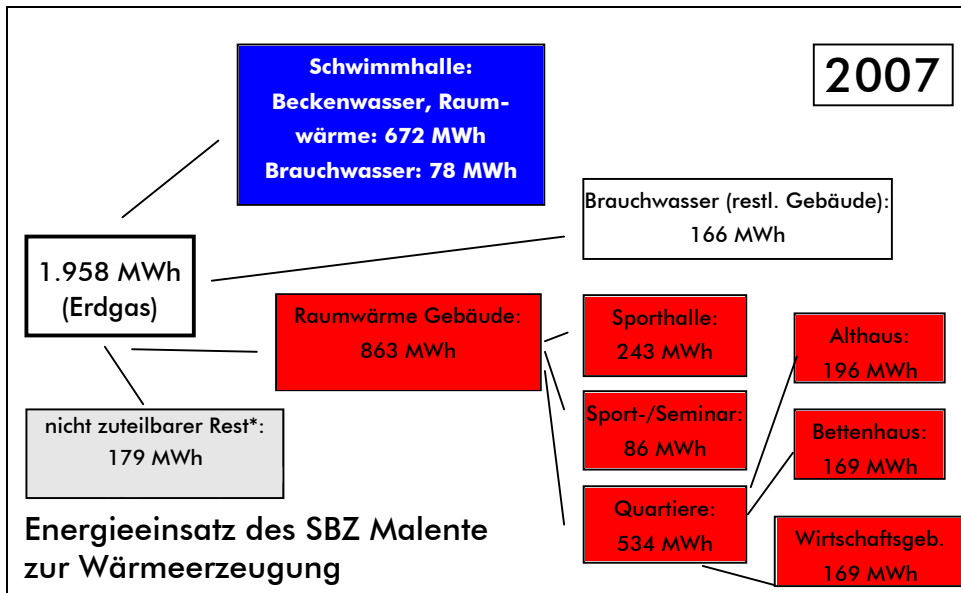 Schwimmhalle:
Beckenwasser, Raum-
wärme: 672 MWh
Brauchwasser: 78 MWh
2007
Brauchwasser (restl. Gebäude):
166 MWh
1.958 MWh
(Erdgas)
Raumwärme Gebäude:
863 MWh
Sporthalle:
243 MWh
Althaus:
196 MWh
Sport-/Seminar:
86 MWh
Bettenhaus:
169 MWh
nicht zuteilbarer Rest*:
179 MWh
Quartiere:
534 MWh
Wirtschaftsgeb.
169 MWh
Energieeinsatz des SBZ Malente
zur Wärmeerzeugung